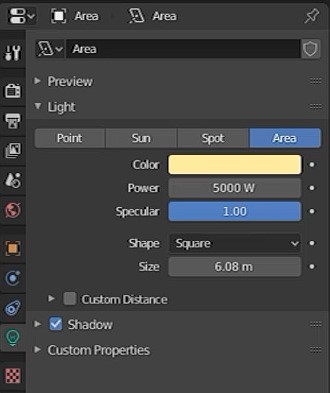 Area Area
Area
Preview
Light
Point Sun Spot Area
Color
Power 5000 W
Specular 1.00
Shape Square
Size 6.08 m
Custom Distance
Shadow
Custom Properties